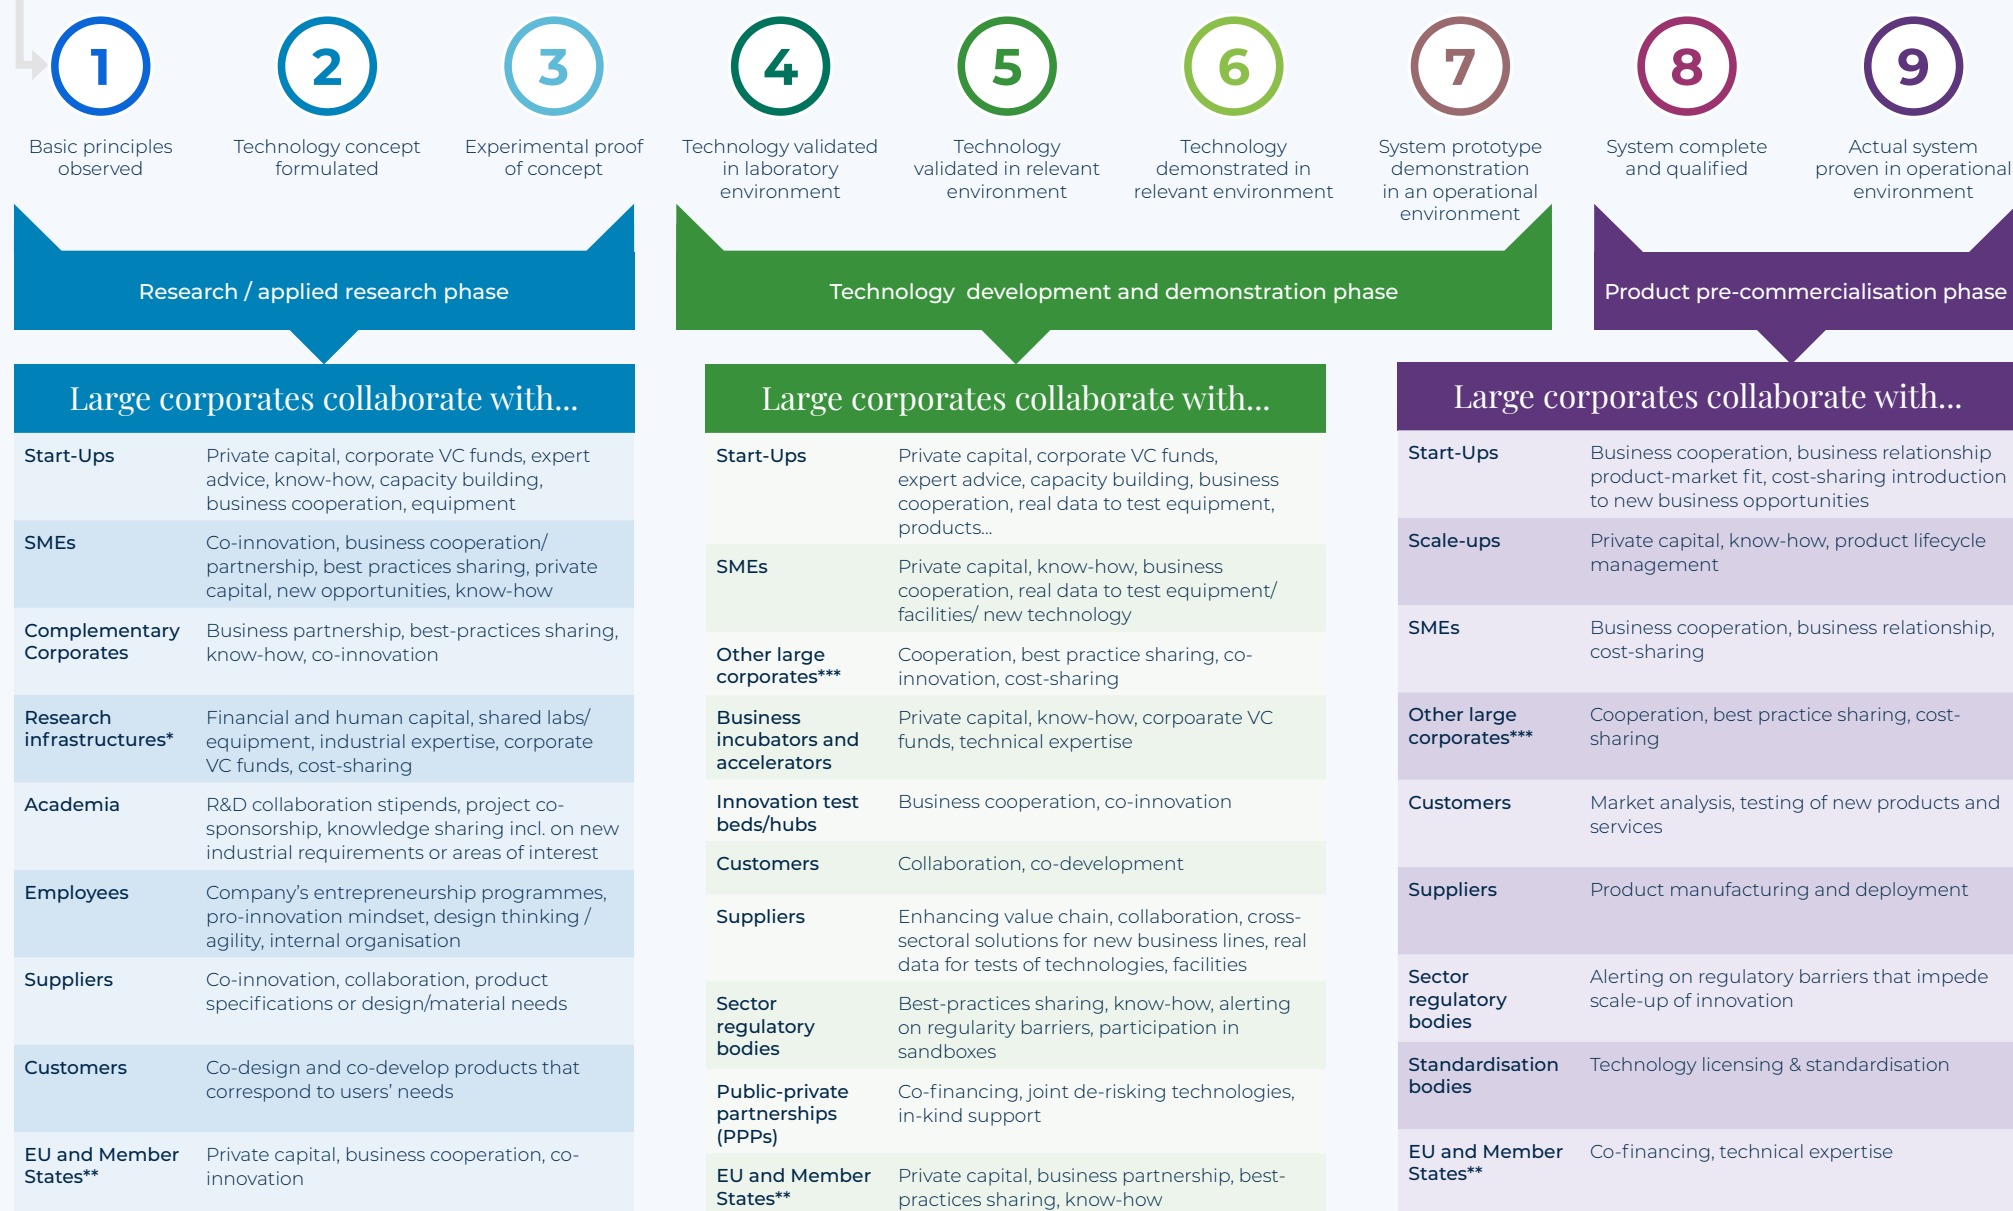 1
2
3
4
5
6
7
8
9
Basic principles
observed
Technology concept
formulated
Experimental proof
of concept
Technology validated
in laboratory
environment
Technology
validated in relevant
environment
Technology
demonstrated in
relevant environment
System prototype
demonstration
in an operational
environment
System complete
and qualified
Actual system
proven in operational
environment
Research / applied research phase
Technology development and demonstration phase
Product pre-commercialisation phase
Large corporates collaborate with...
Start-Ups
Private capital, corporate VC funds, expert
advice, know-how, capacity building,
business cooperation, equipment
SMEs
Co-innovation, business cooperation/
partnership, best practices sharing, private
capital, new opportunities, know-how
Complementary
Corporates
Business partnership, best-practices sharing,
know-how, co-innovation
Research
infrastructures*
Financial and human capital, shared labs/
equipment, industrial expertise, corporate
VC funds, cost-sharing
Academia
R&D collaboration stipends, project co-
sponsorship, knowledge sharing incl. on new
industrial requirements or areas of interest
Employees
Company's entrepreneurship programmes,
pro-innovation mindset, design thinking /
agility, internal organisation
Suppliers
Co-innovation, collaboration, product
specifications or design/material needs
Customers
Co-design and co-develop products that
correspond to users' needs
EU and Member
States**
Private capital, business cooperation, co-
innovation
Large corporates collaborate with...
Start-Ups
Private capital, corporate VC funds,
expert advice, capacity building, business
cooperation, real data to test equipment,
products...
SMEs
Private capital, know-how, business
cooperation, real data to test equipment/
facilities/ new technology
Other large
corporates***
Cooperation, best practice sharing, co-
innovation, cost-sharing
Business
incubators and
accelerators
Private capital, know-how, corpoarate VC
funds, technical expertise
Innovation test
beds/hubs
Business cooperation, co-innovation
Customers
Collaboration, co-development
Suppliers
Enhancing value chain, collaboration, cross-
sectoral solutions for new business lines, real
data for tests of technologies, facilities
Sector
regulatory
bodies
Best-practices sharing, know-how, alerting
on regularity barriers, participation in
sandboxes
Public-private
partnerships
(PPPs)
Co-financing, joint de-risking technologies,
in-kind support
EU and Member
States**
Private capital, business partnership, best-
practices sharing, know-how
Large corporates collaborate with...
Start-Ups
Business cooperation, business relationship
product-market fit, cost-sharing introduction
to new business opportunities
Scale-ups
Private capital, know-how, product lifecycle
management
SMEs
Business cooperation, business relationship,
cost-sharing
Other large
corporates***
Cooperation, best practice sharing, cost-
sharing
Customers
Market analysis, testing of new products and
services
Suppliers
Product manufacturing and deployment
Sector
regulatory
bodies
Alerting on regulatory barriers that impede
scale-up of innovation
Standardisation
bodies
Technology licensing & standardisation
EU and Member
States**
Co-financing, technical expertise